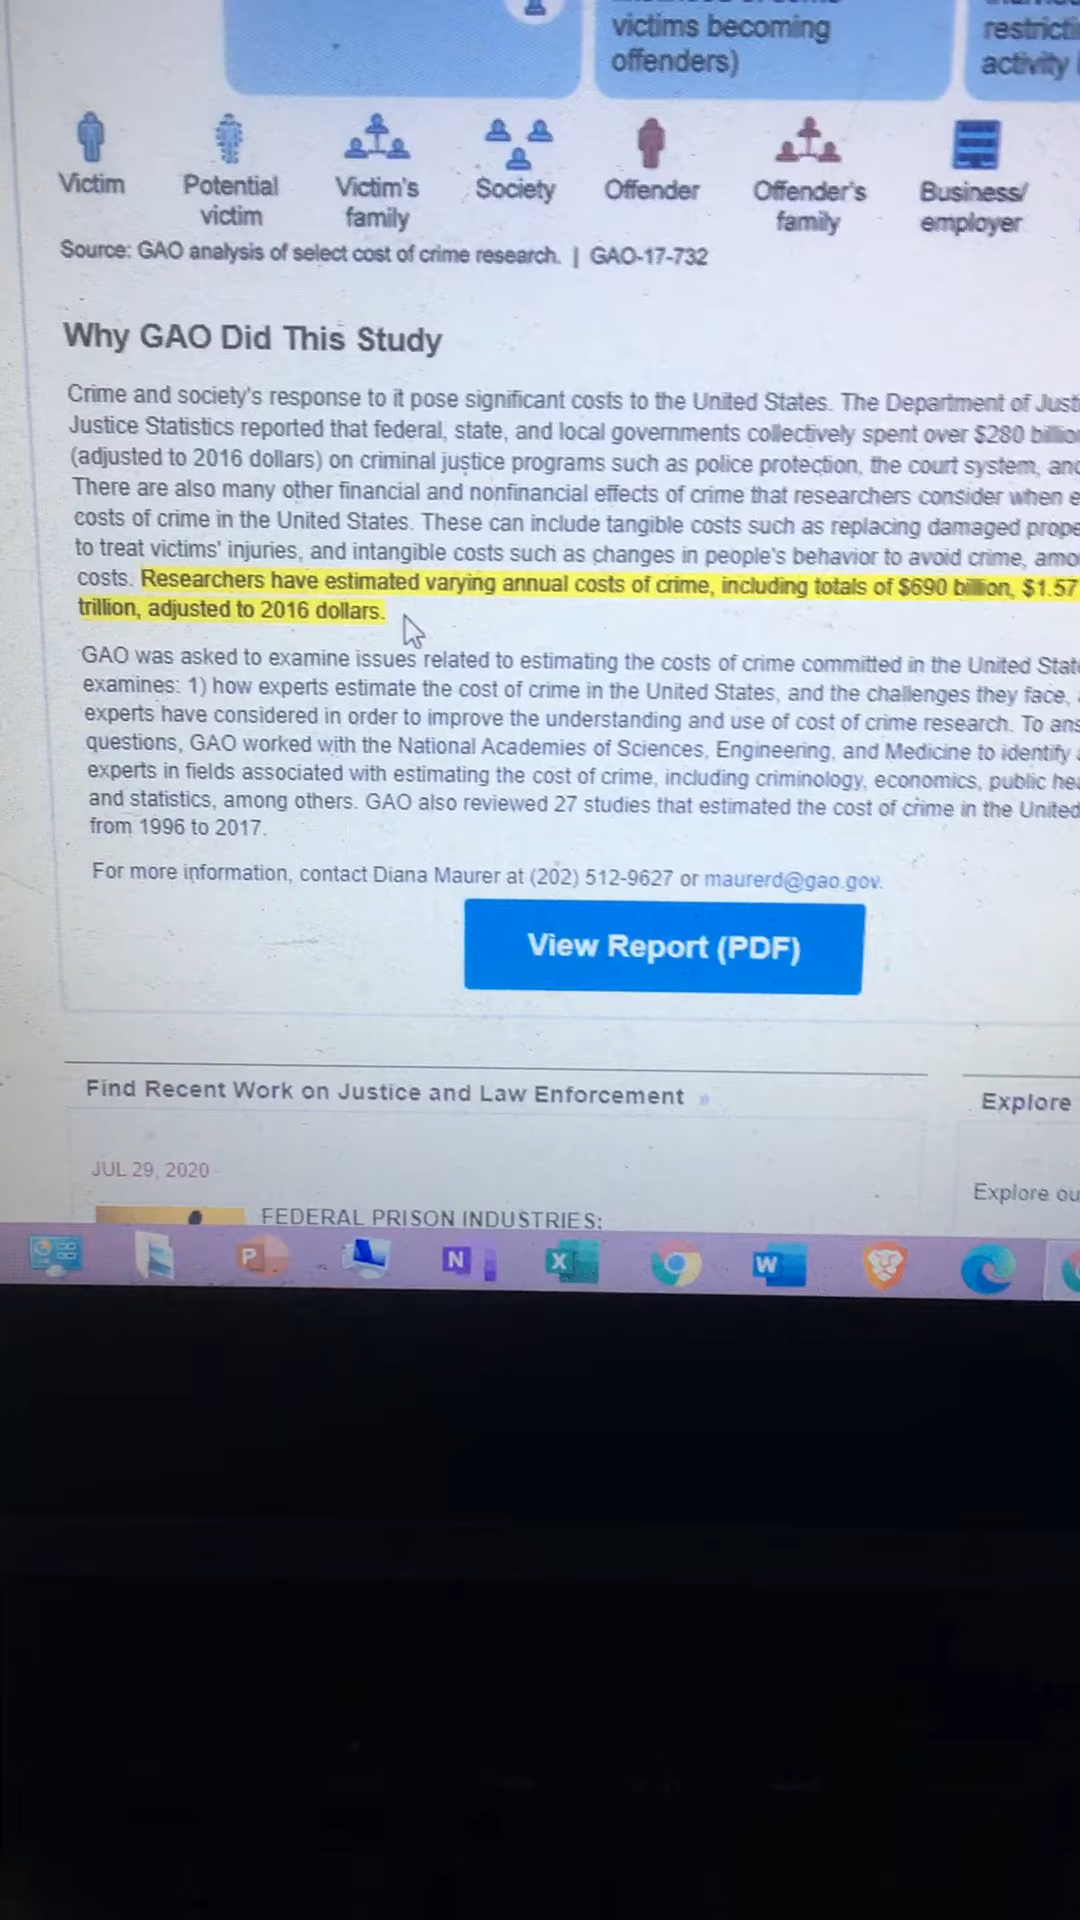 victims becoming
offenders)
activity
Victim
Potential
victim
Victim's
family
Society
Offender
Offender's
family
Business/
employer
Source: GAO analysis of select cost of crime research. | GAO-17-732
Why GAO Did This Study
Crime and society's response to it pose significant costs to the United States. The Department of
Justice Statistics reported that federal, state, and local governments collectively spent over $280
(adjusted to 2016 dollars) on criminal justice programs such as police protection, the court system,
There are also many other financial and nonfinancial effects of crime that researchers consider when
costs of crime in the United States. These can include tangible costs such as replacing damaged
to treat victims' injuries, and intangible costs such as changes in people's behavior to avoid crime,
costs. Researchers have estimated varying annual costs of crime, including totals of $690 billion, $1.57
trillion, adjusted to 2016 dollars.
GAO was asked to examine issues related to estimating the costs of crime committed in the United
examines: 1) how experts estimate the cost of crime in the United States, and the challenges they face,
experts have considered in order to improve the understanding and use of cost of crime research. To
questions, GAO worked with the National Academies of Sciences, Engineering, and Medicine to identify
experts in fields associated with estimating the cost of crime, including criminology, economics, public
and statistics, among others. GAO also reviewed 27 studies that estimated the cost of crime in the United
from 1996 to 2017.
For more information, contact Diana Maurer at (202) 512-9627 or maurerd@gao.gov.
View Report (PDF)
Find Recent Work on Justice and Law Enforcement »
Explore
JUL 29, 2020
Explore
FEDERAL PRISON INDUSTRIES:
P
N
X
W